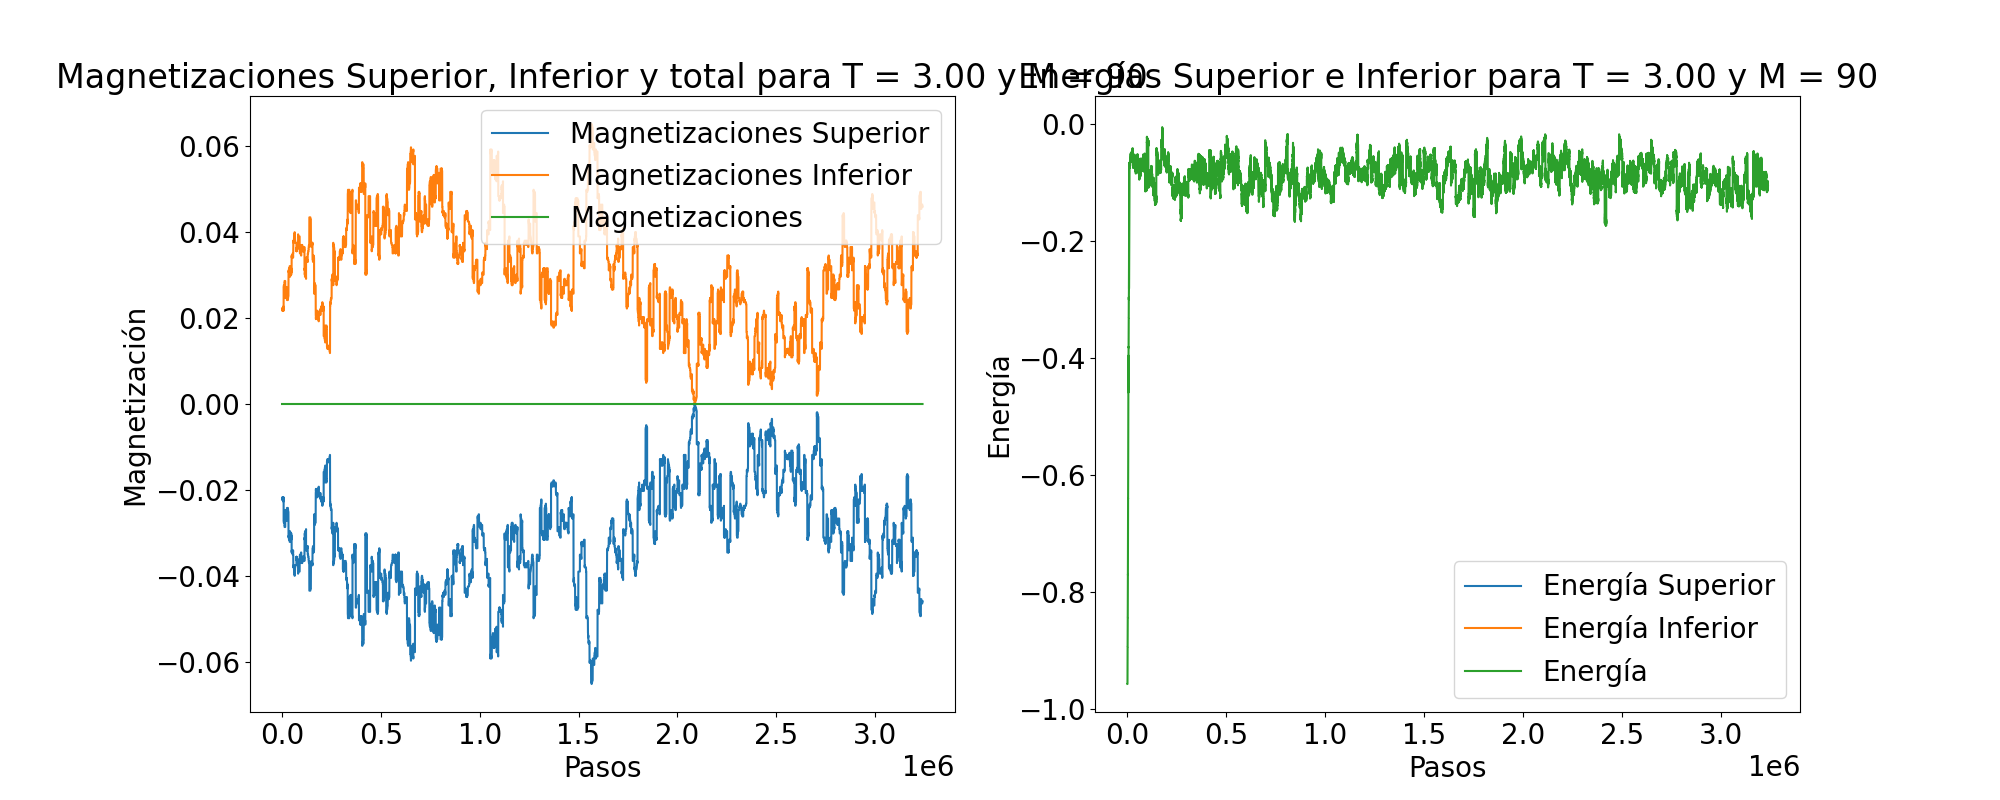 Magnetizaciones Superior, Inferior y total para T = 3.00 y M = 90
Energías Superior e Inferior para T = 3.00 y M = 90
Magnetizaciones Superior
Magnetizaciones Inferior
Magnetizaciones
0.06
0.04
0.02
0.00
−0.02
−0.04
−0.06
Magnetización
0.0
0.5
1.0
1.5
2.0
2.5
3.0
1e6
Pasos
0.0
−0.2
−0.4
−0.6
−0.8
−1.0
Energía
Energía Superior
Energía Inferior
Energía
0.0
0.5
1.0
1.5
2.0
2.5
3.0
1e6
Pasos